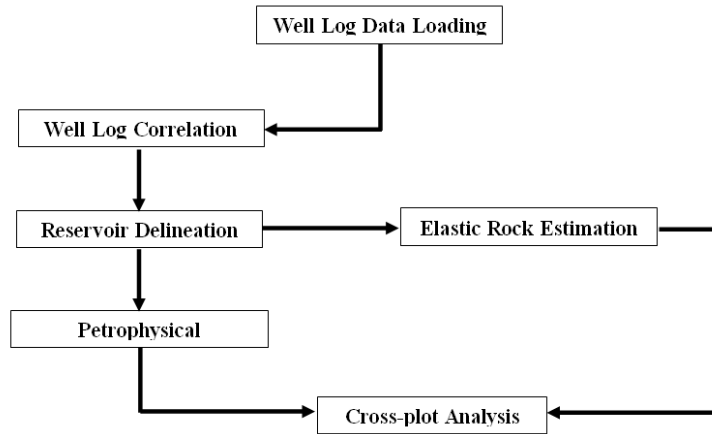 Well Log Data Loading
Well Log Correlation
Reservoir Delineation
Elastic Rock Estimation
Petrophysical
Cross-plot Analysis